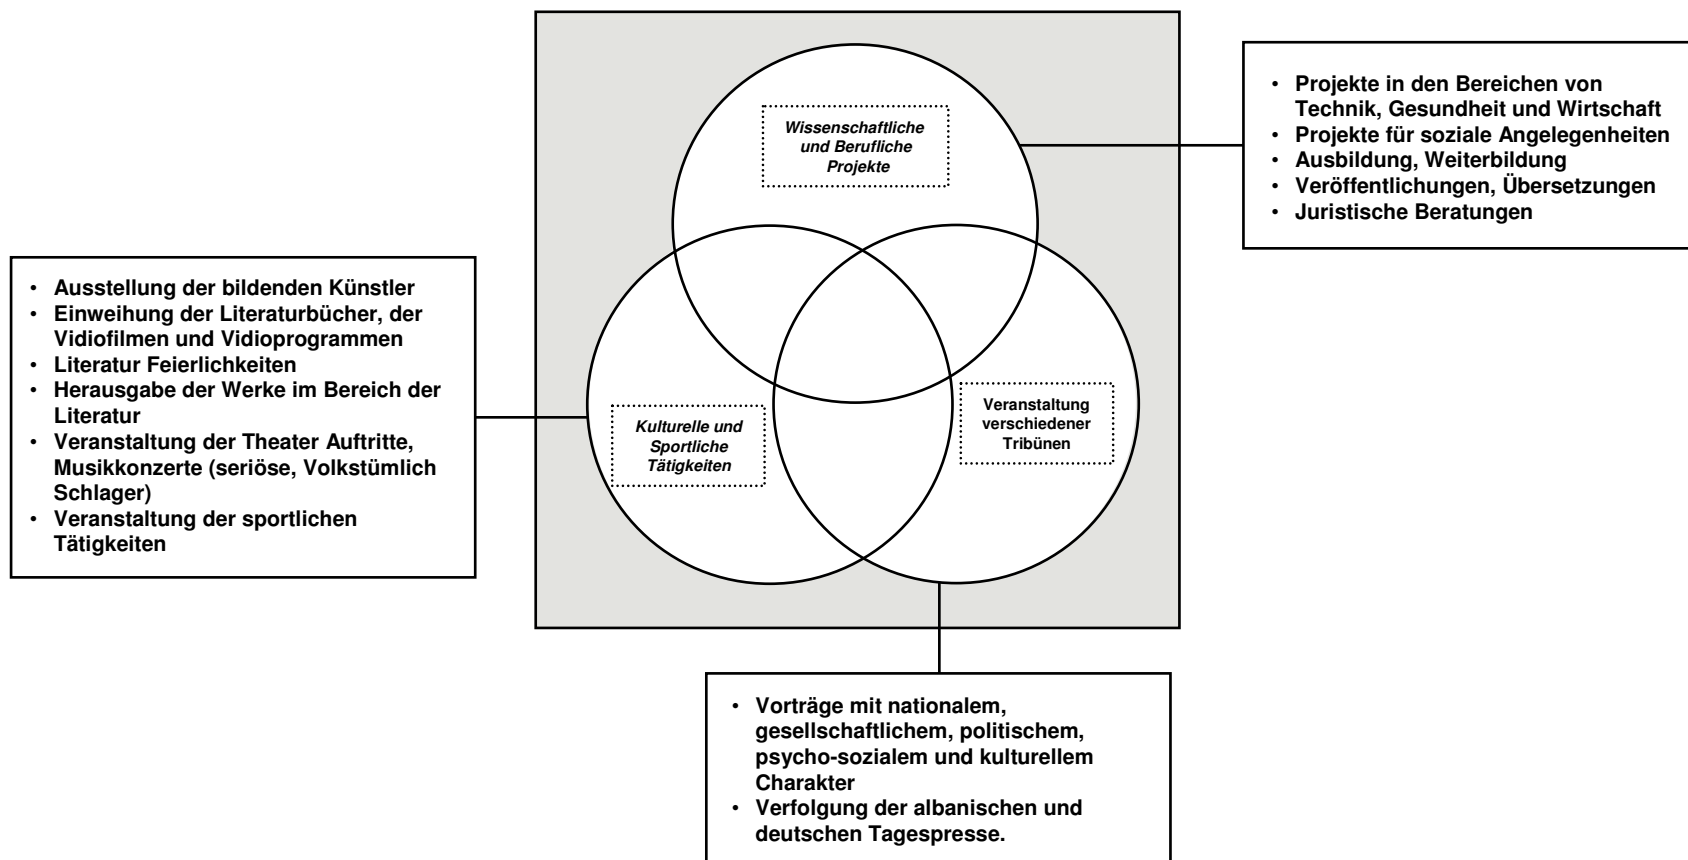 Wissenschaftliche
und Berufliche
Projekte
• Projekte in den Bereichen von
Technik, Gesundheit und Wirtschaft
• Projekte für soziale Angelegenheiten
• Ausbildung, Weiterbildung
• Veröffentlichungen, Übersetzungen
• Juristische Beratungen
• Ausstellung der bildenden Künstler
• Einweihung der Literaturbücher, der
Vidiofilmen und Vidioprogrammen
• Literatur Feierlichkeiten
• Herausgabe der Werke im Bereich der
Literatur
• Veranstaltung der Theater Auftritte,
Musikkonzerte (seriöse, Volkstümlich
Schlager)
• Veranstaltung der sportlichen
Tätigkeiten
Kulturelle und
Sportliche
Tätigkeiten
Veranstaltung
verschiedener
Tribünen
• Vorträge mit nationalem,
gesellschaftlichem, politischem,
psycho-sozialem und kulturellem
Charakter
• Verfolgung der albanischen und
deutschen Tagespresse.